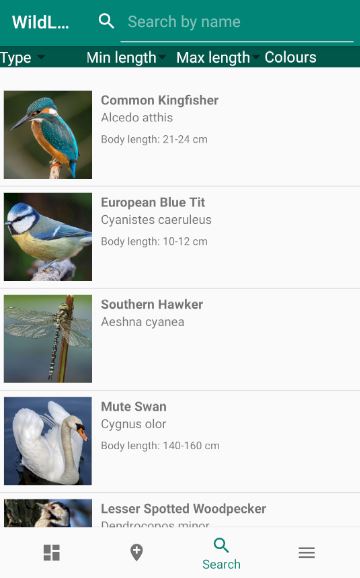 WildL...
Search by name
Type
Min length
Max length
Colours
Common Kingfisher
Alcedo atthis
Body length: 21-24 cm
European Blue Tit
Cyanistes caeruleus
Body length: 10-12 cm
Southern Hawker
Aeshna cyanea
Mute Swan
Cygnus olor
Body length: 140-160 cm
Lesser Spotted Woodpecker
Dendrocopos minor
Search